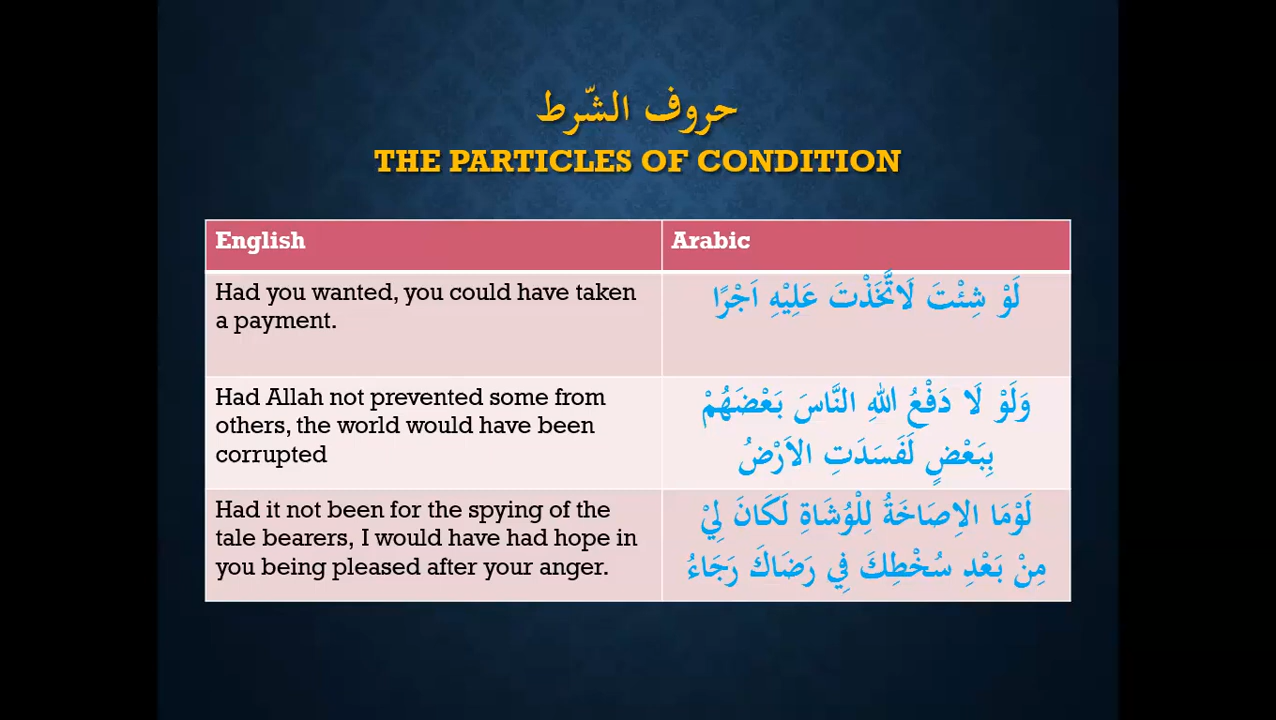 حروف الشّرط
THE PARTICLES OF CONDITION
English
Arabic
Had you wanted, you could have taken
a payment.
لَوْ شِئْتَ لَاتَّخَذْتَ عَلِيْهِ اَجْرًا
Had Allah not prevented some from
others, the world would have been
corrupted
وَلَوْ لَا دَفْعُ اللهِ النَّاسَ بَعْضَهُمْ
بِبَعْضٍ لَفَسَدَتِ الاَرْضُ
Had it not been for the spying of the
tale bearers, I would have had hope in
you being pleased after your anger.
لَوْمَا الاِصَاخَةُ لِلْوُشَاةِ لَكَانَ لِيْ
مِنْ بَعْدِ سُخْطِكَ فِي رَضَاكَ رَجَاءُ